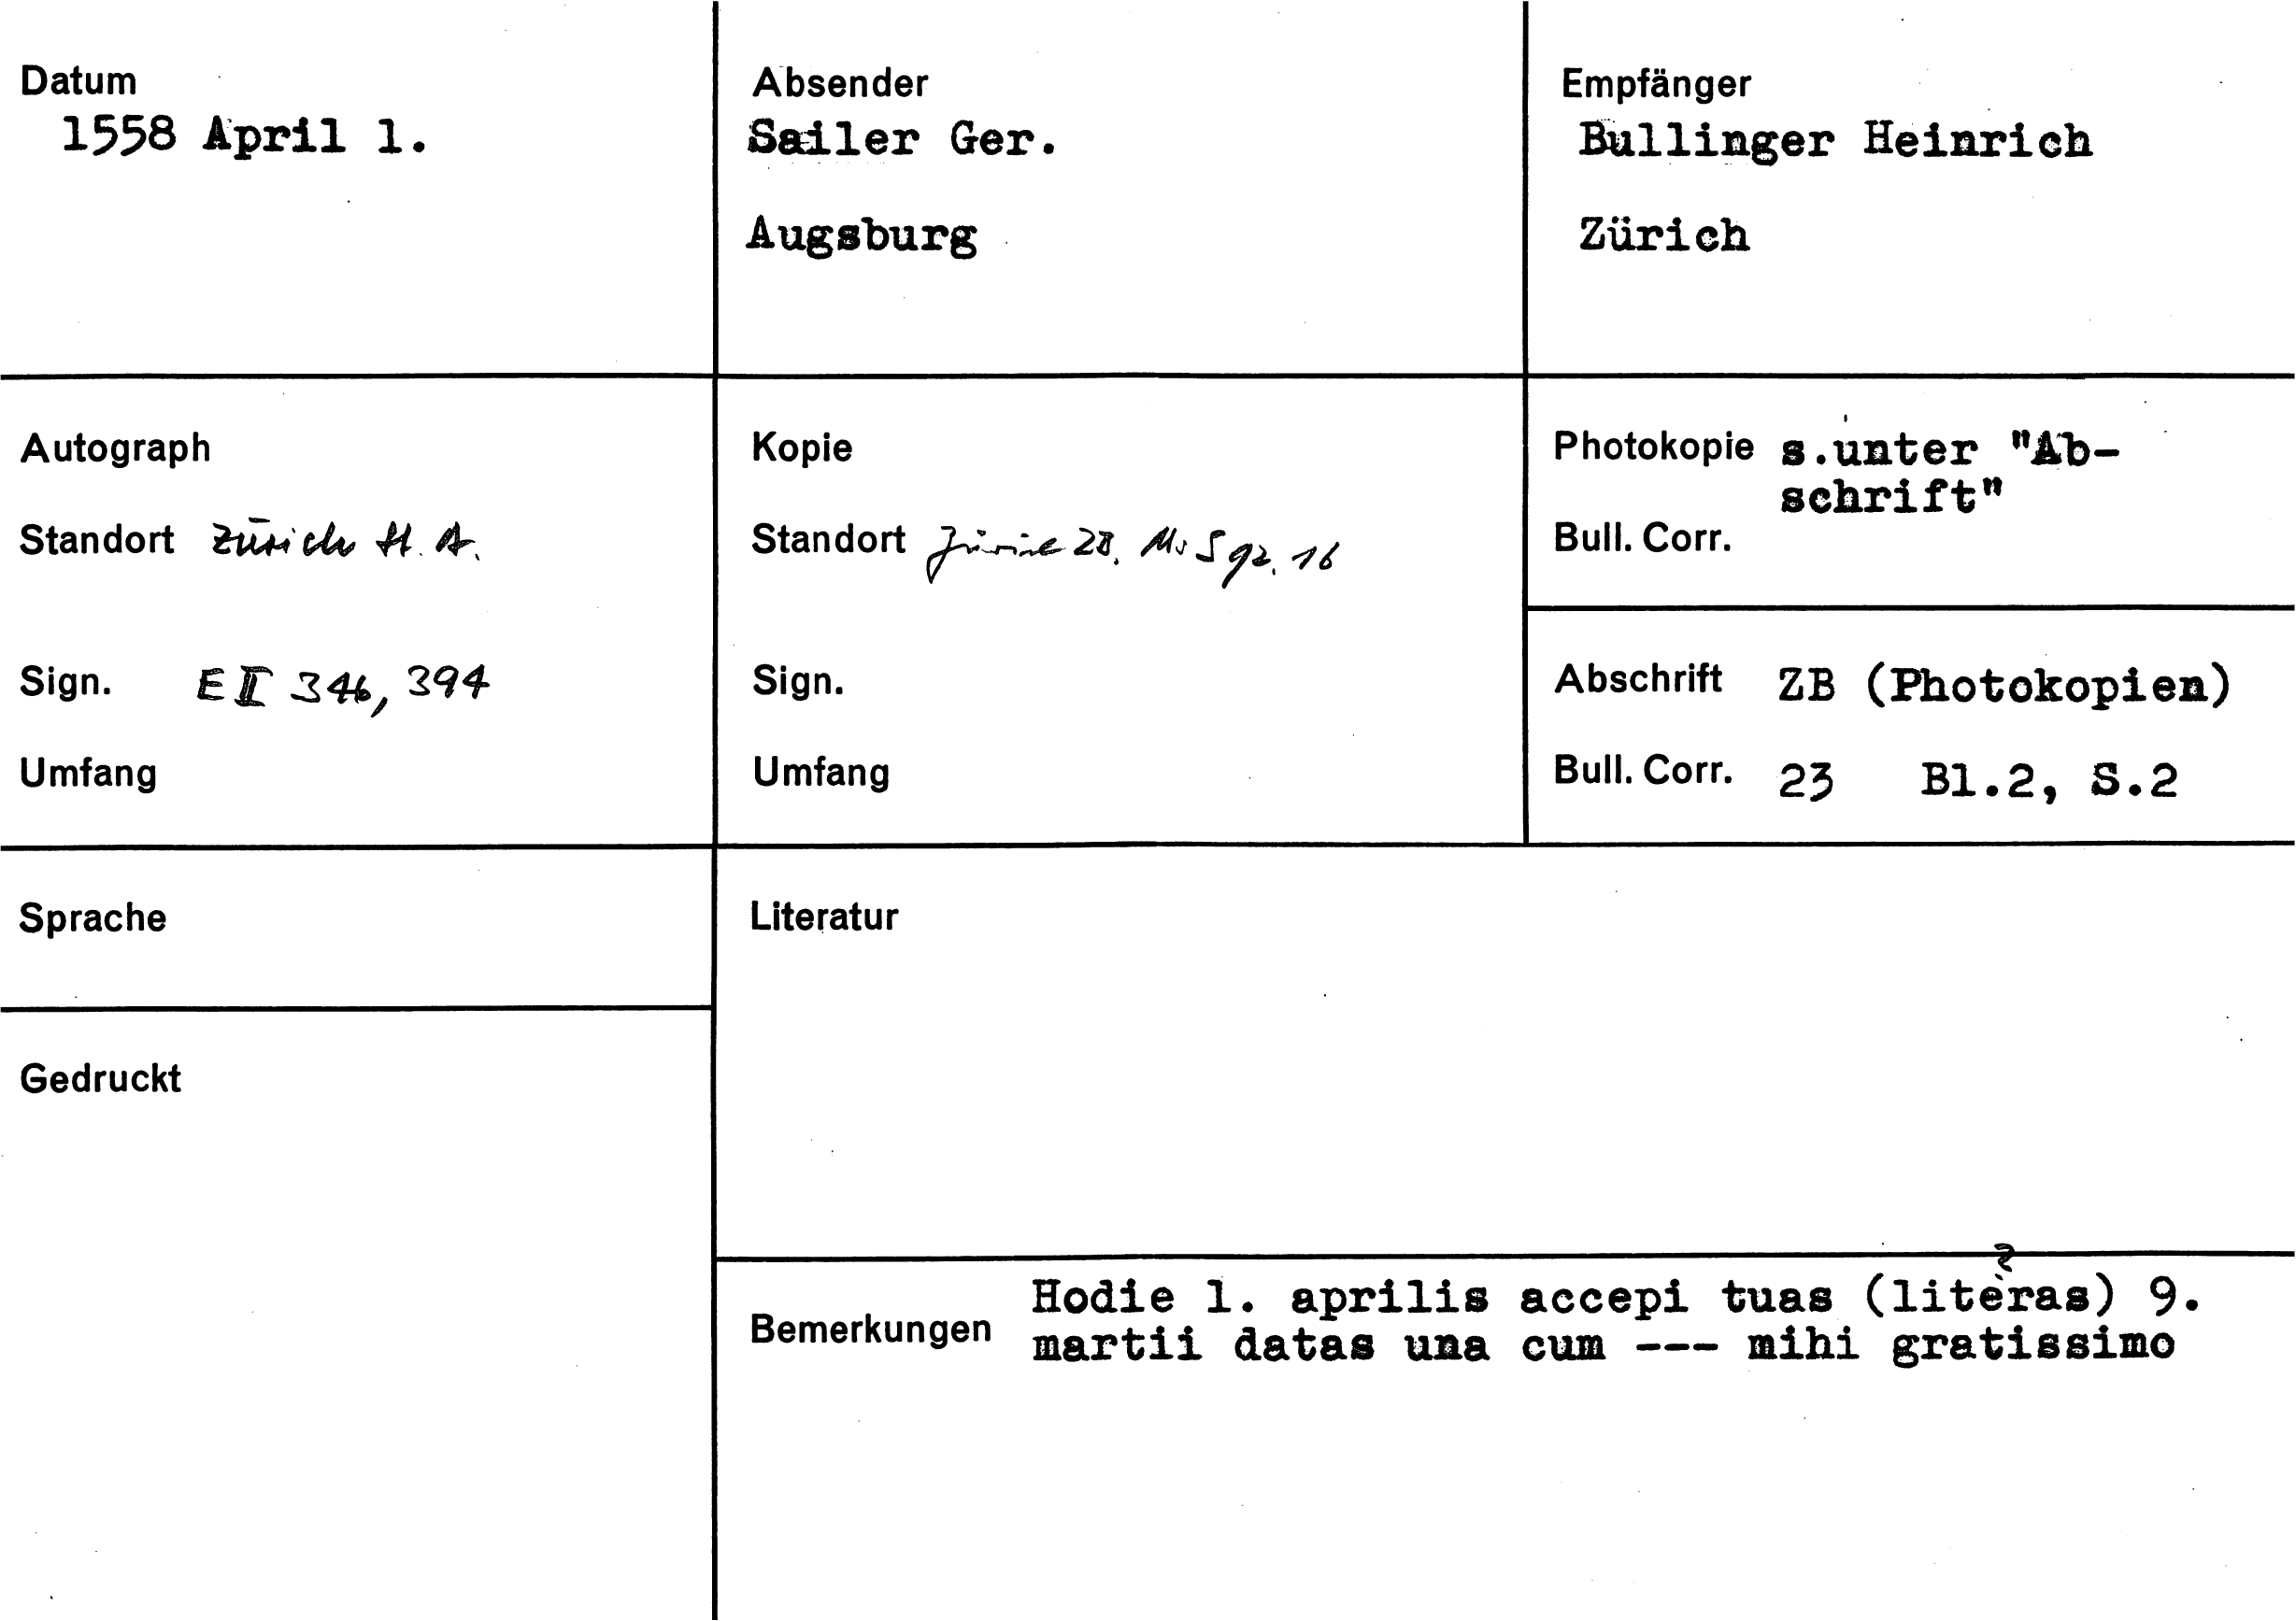 Datum
1558 April 1.
Absender
Sailer Ger.
Augsburg
Empfänger
Bullinger Heinrich
Zürich
Autograph
Standort Zürich St. A.
Sign. E II 346, 394
Umfang
Kopie
Standort Zürich ZB. Ms S 92. 16
Sign.
Umfang
Photokopie s.unter "Ab-
schrift"
Bull. Corr.
Abschrift ZB (Photokopien)
Bull. Corr. 23 Bl.2, S.2
Sprache
Gedruckt
Literatur
Bemerkungen
Hodie 1. aprilis accepi tuas (literas) 9.
martii datas una cum --- mihi gratissimo